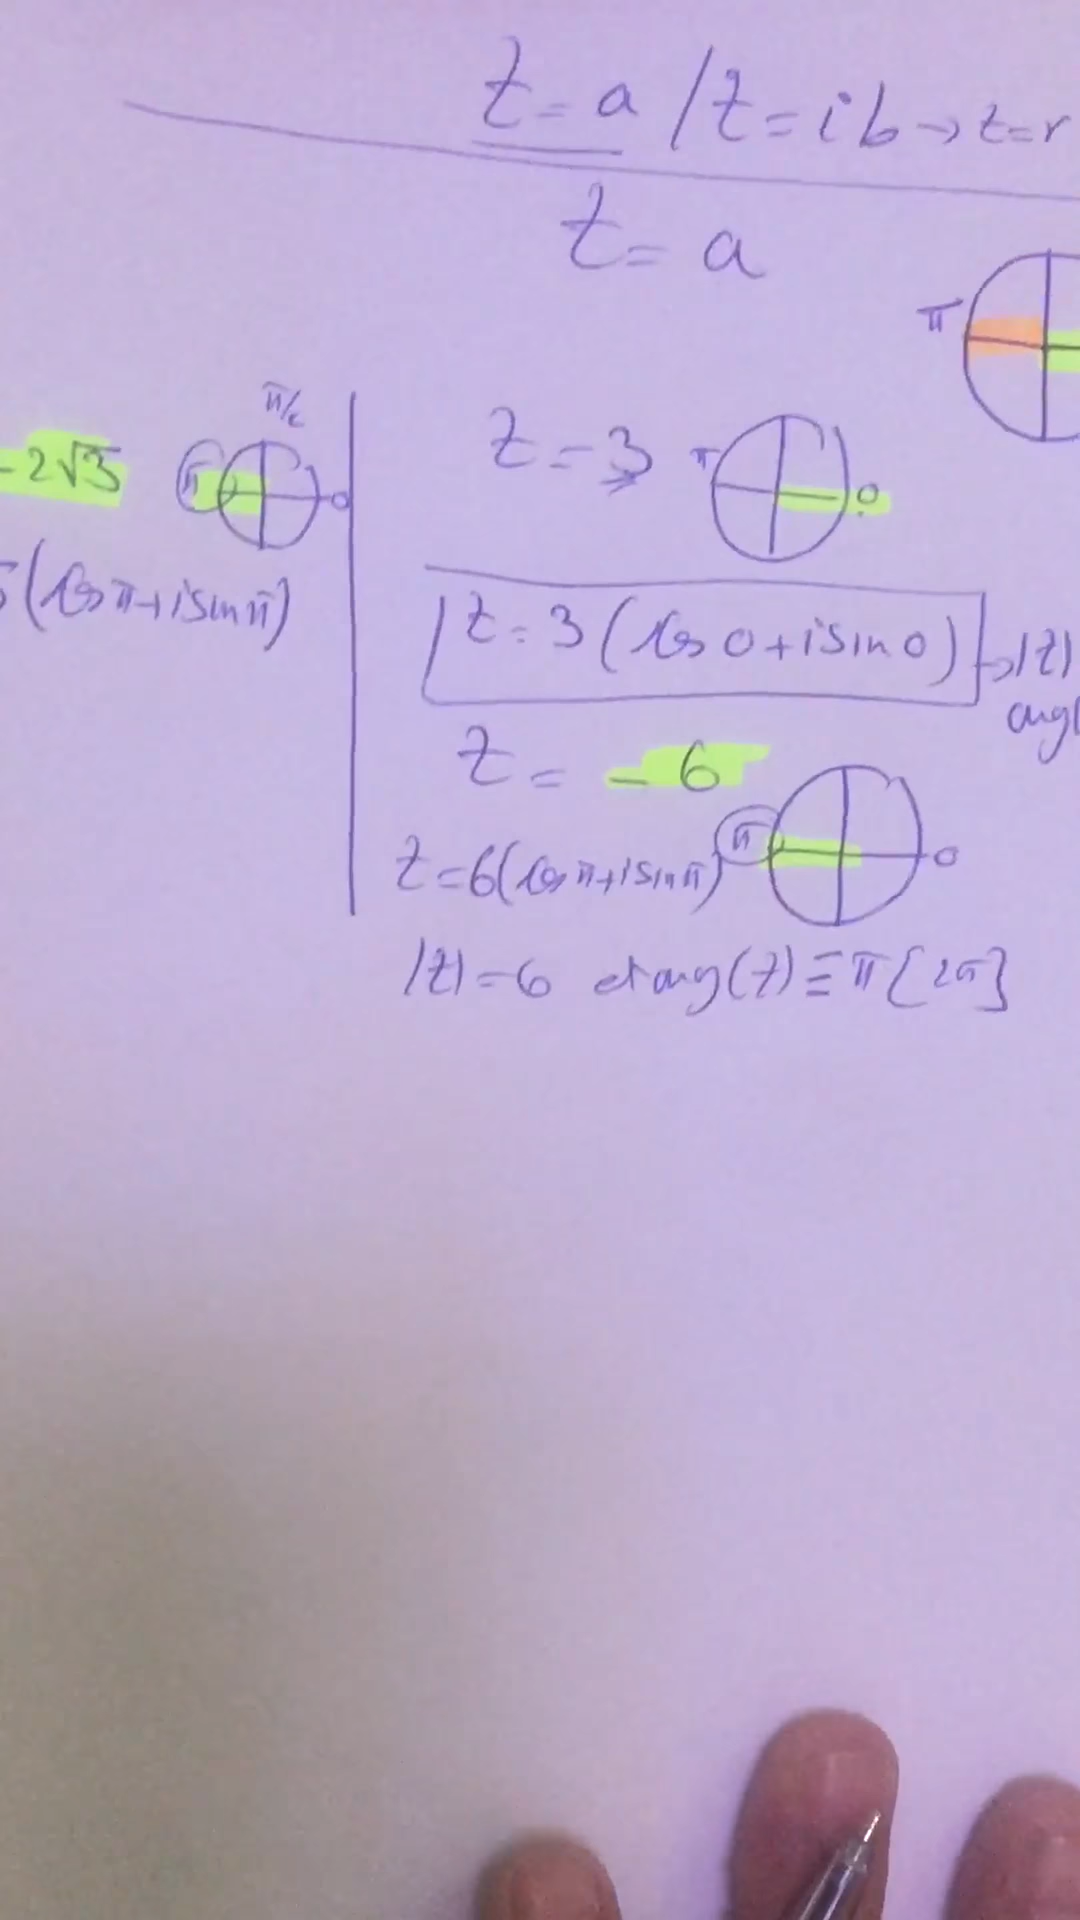 z = a / z = ib → z = r
z = a
π
-2√3
π/2
π
0
(cos π + i sin π)
z = 3
π
0
z = 3 (cos 0 + i sin 0) → |z|
arg(
z = - 6
π
0
z = 6(cos π + i sin π)
|z| = 6 et arg(z) ≡ π [2π]